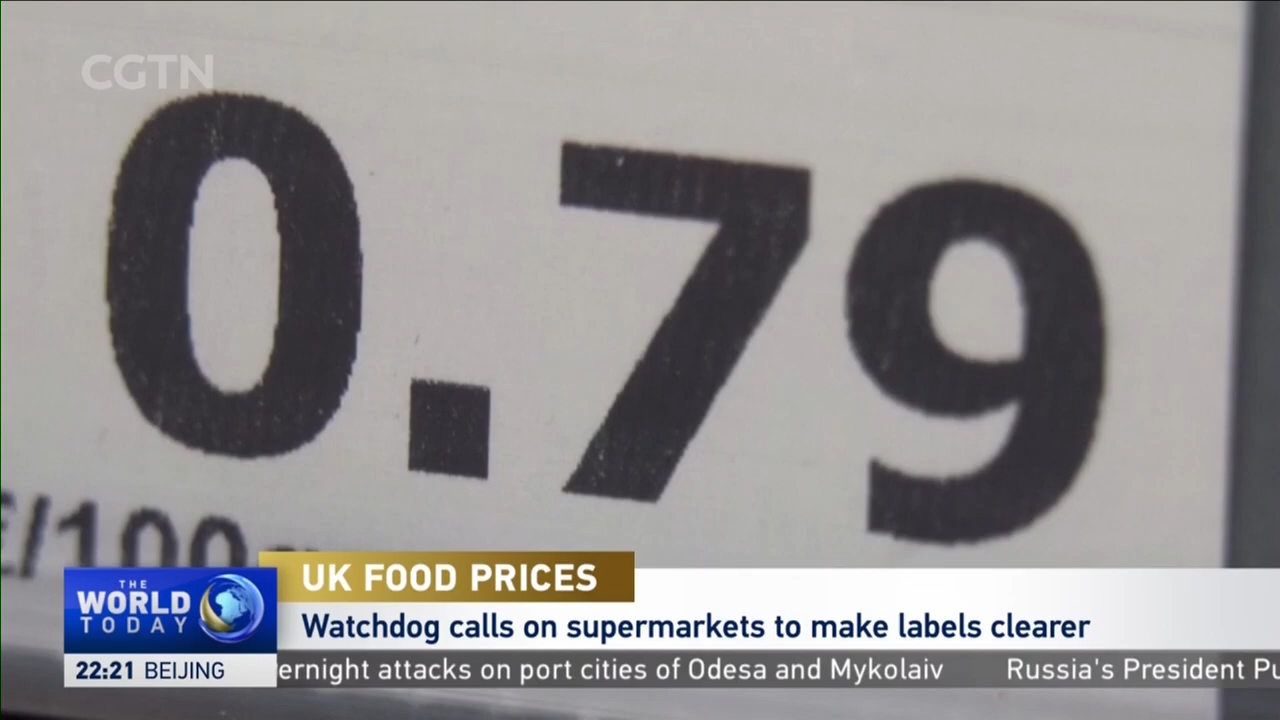 CGTN
0.79
/100
UK FOOD PRICES
THE
WORLD
TODAY
Watchdog calls on supermarkets to make labels clearer
22:21 BEIJING
ernight attacks on port cities of Odesa and Mykolaiv
Russia's President Pu